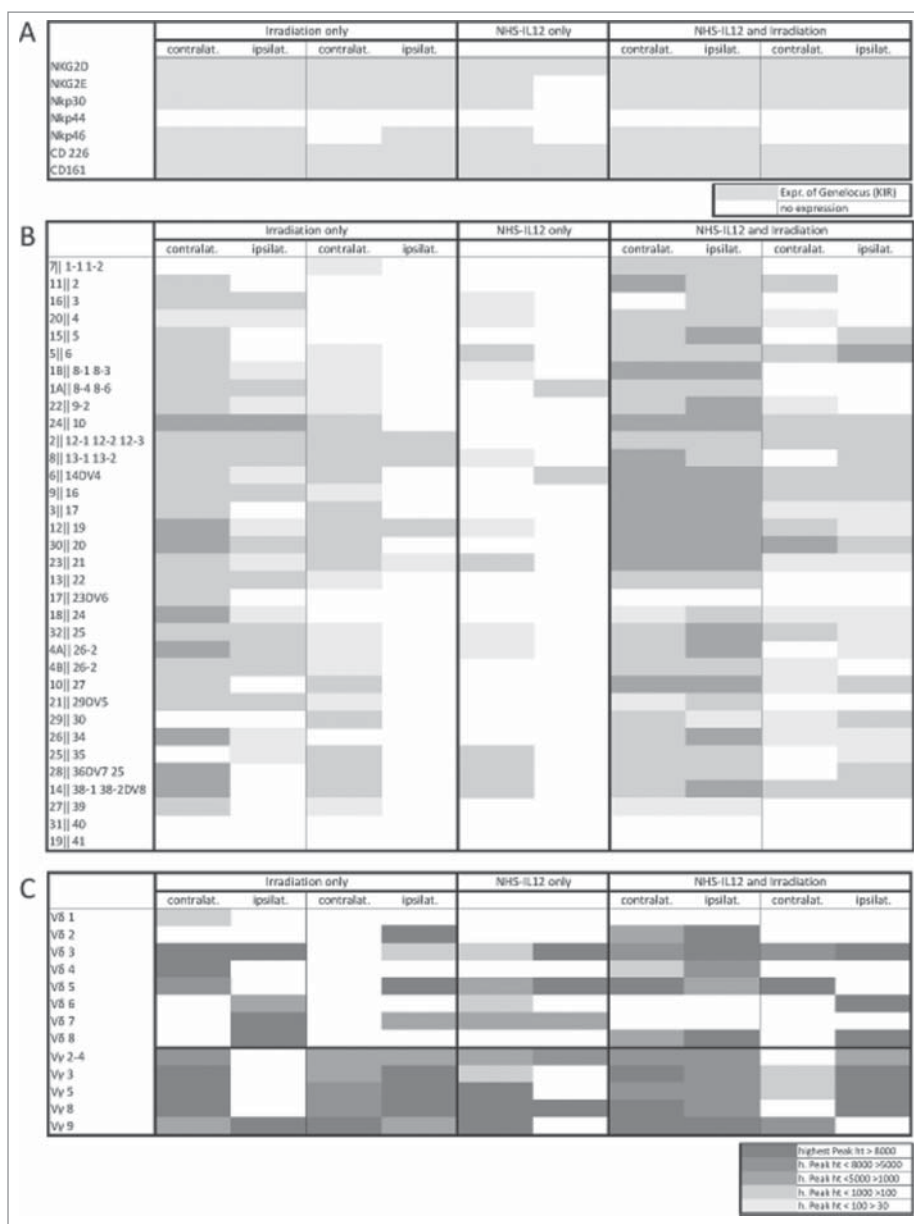 A
Irradiation only NHS-IL12 only NHS-IL12 and Irradiation
contralat. ipsilat. contralat. ipsilat. contralat. ipsilat. contralat. ipsilat.
NKG2D
NKG2E
Nkp30
Nkp44
Nkp46
CD 226
CD161
Expr. of Genelocus (KIR)
no expression
B
Irradiation only NHS-IL12 only NHS-IL12 and Irradiation
contralat. ipsilat. contralat. ipsilat. contralat. ipsilat. contralat. ipsilat.
7|| 1-1 1-2
11|| 2
16|| 3
20|| 4
15|| 5
5|| 6
1B|| 8-1 8-3
1A|| 8-4 8-6
22|| 9-2
24|| 10
2|| 12-1 12-2 12-3
8|| 13-1 13-2
6|| 14DV4
9|| 16
3|| 17
12|| 19
30|| 20
23|| 21
13|| 22
17|| 23DV6
18|| 24
32|| 25
4A|| 26-2
4B|| 26-2
10|| 27
21|| 29DV5
29|| 30
26|| 34
25|| 35
28|| 36DV7 25
14|| 38-1 38-2DV8
27|| 39
31|| 40
19|| 41
C
Irradiation only NHS-IL12 only NHS-IL12 and Irradiation
contralat. ipsilat. contralat. ipsilat. contralat. ipsilat. contralat. ipsilat.
Vδ 1
Vδ 2
Vδ 3
Vδ 4
Vδ 5
Vδ 6
Vδ 7
Vδ 8
Vγ 2-4
Vγ 3
Vγ 5
Vγ 8
Vγ 9
highest Peak ht > 8000
h. Peak ht < 8000 >5000
h. Peak ht <5000 >1000
h. Peak ht < 1000 >100
h. Peak ht < 100 > 30